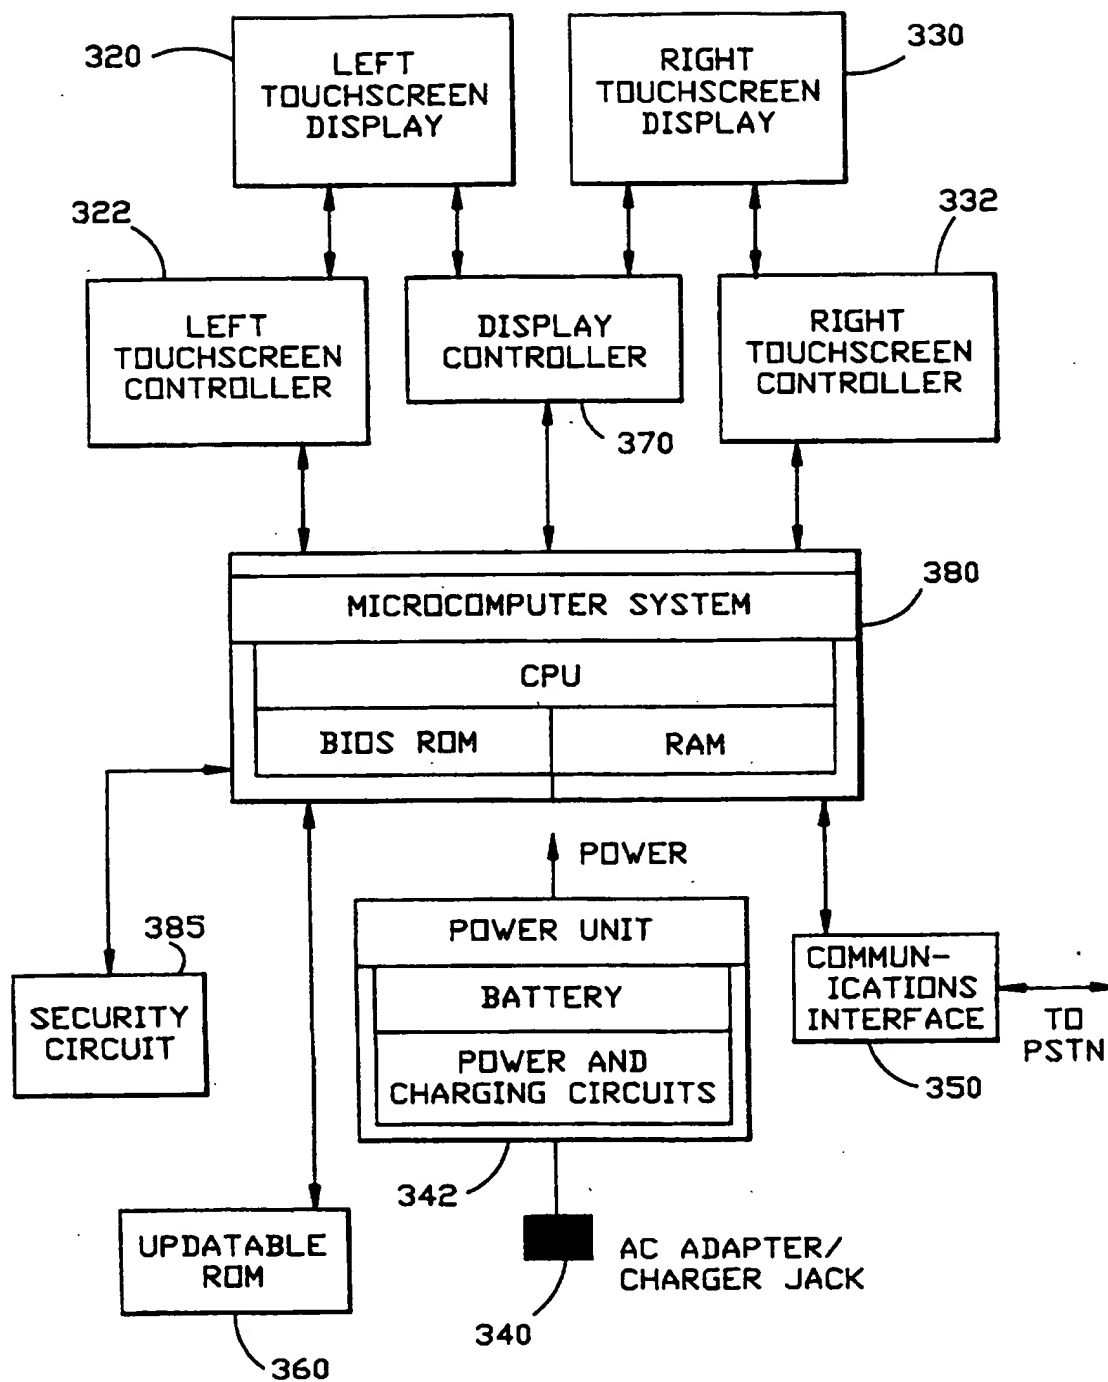 320
LEFT
TOUCHSCREEN
DISPLAY
RIGHT
TOUCHSCREEN
DISPLAY
330
322
332
LEFT
TOUCHSCREEN
CONTROLLER
DISPLAY
CONTROLLER
RIGHT
TOUCHSCREEN
CONTROLLER
370
380
MICROCOMPUTER SYSTEM
CPU
BIOS ROM
RAM
POWER
385
SECURITY
CIRCUIT
POWER UNIT
BATTERY
POWER AND
CHARGING CIRCUITS
COMMUN-
ICATIONS
INTERFACE
TO
PSTN
350
342
UPDATABLE
ROM
AC ADAPTER/
CHARGER JACK
340
360